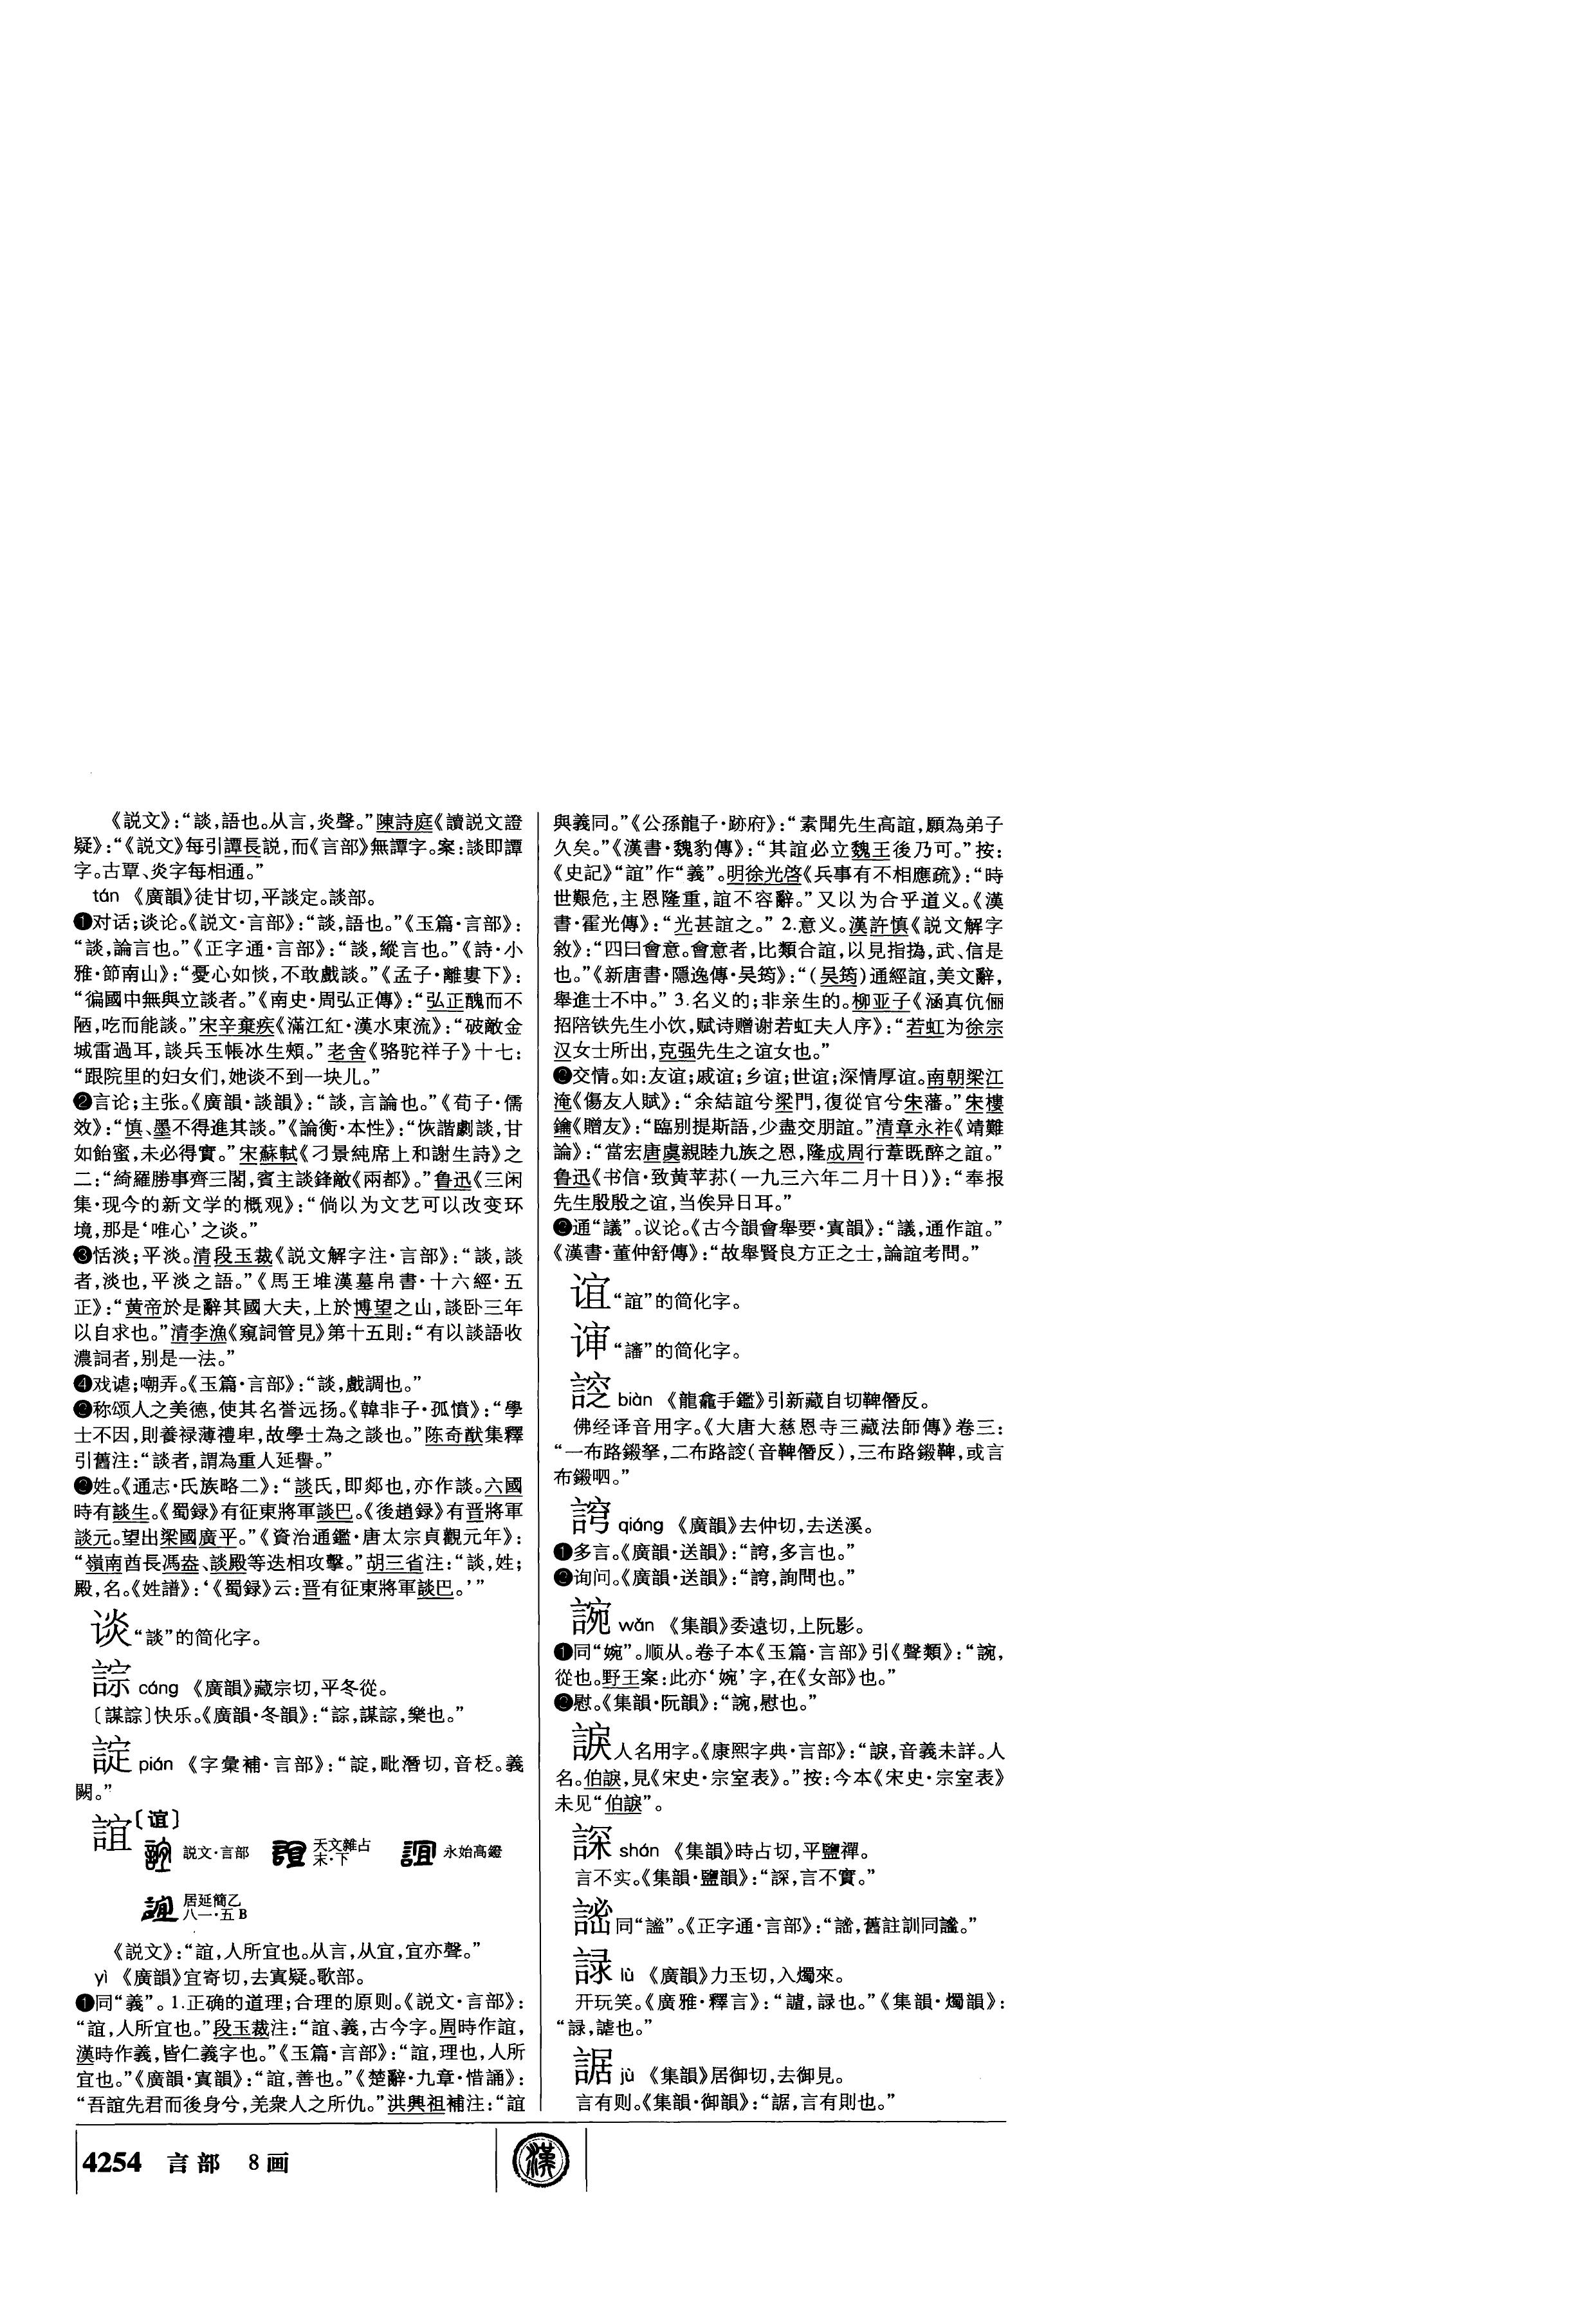 《説文》:“談,語也。从言,炎聲。”陳詩庭《讀説文證
疑》:“《説文》每引譚長説,而《言部》無譚字。案:談即譚
字。古覃、炎字每相通。”
tán 《廣韻》徒甘切,平談定。談部。
❶对话;谈论。《説文·言部》:“談,語也。”《玉篇·言部》:
“談,論言也。”《正字通·言部》:“談,縱言也。”《詩·小
雅·節南山》:“憂心如惔,不敢戲談。”《孟子·離婁下》:
“徧國中無與立談者。”《南史·周弘正傳》:“弘正醜而不
陋,吃而能談。”宋辛棄疾《滿江紅·漢水東流》:“破敵金
城雷過耳,談兵玉帳冰生頰。”老舍《骆驼祥子》十七:
“跟院里的妇女们,她谈不到一块儿。”
❷言论;主张。《廣韻·談韻》:“談,言論也。”《荀子·儒
效》:“慎、墨不得進其談。”《論衡·本性》:“恢諧劇談,甘
如飴蜜,未必得實。”宋蘇軾《刁景純席上和謝生詩》之
二:“綺羅勝事齊三閣,賓主談鋒敵《兩都》。”鲁迅《三闲
集·现今的新文学的概观》:“倘以为文艺可以改变环
境,那是‘唯心’之谈。”
❸恬淡;平淡。清段玉裁《説文解字注·言部》:“談,談
者,淡也,平淡之語。”《馬王堆漢墓帛書·十六經·五
正》:“黄帝於是辭其國大夫,上於博望之山,談卧三年
以自求也。”清李漁《窺詞管見》第十五則:“有以談語收
濃詞者,别是一法。”
❹戏谑;嘲弄。《玉篇·言部》:“談,戲調也。”
称颂人之美德,使其名誉远扬。《韓非子·孤憤》:“學
士不因,則養禄薄禮卑,故學士為之談也。”陈奇猷集釋
引舊注:“談者,謂為重人延譽。”
姓。《通志·氏族略二》:“談氏,即郯也,亦作談。六國
時有談生。《蜀録》有征東將軍談巴。《後趙録》有晋將軍
談元。望出梁國廣平。”《資治通鑑·唐太宗貞觀元年》:
“嶺南酋長馮盎、談殿等迭相攻擊。”胡三省注:“談,姓;
殿,名。《姓譜》:‘《蜀録》云:晋有征東將軍談巴。’”
谈“談”的简化字。
誴 cóng 《廣韻》藏宗切,平冬從。
〔謀誴〕快乐。《廣韻·冬韻》:“誴,謀誴,樂也。”
諚 pián 《字彙補·言部》:“諚,毗潛切,音柉。義
闕。”
誼〔谊〕
説文·言部 天文雜占末·下 永始高鐙
居延簡乙八一·五B
《説文》:“誼,人所宜也。从言,从宜,宜亦聲。”
yì 《廣韻》宜寄切,去寘疑。歌部。
❶同“義”。1.正确的道理;合理的原则。《説文·言部》:
“誼,人所宜也。”段玉裁注:“誼、義,古今字。周時作誼,
漢時作義,皆仁義字也。”《玉篇·言部》:“誼,理也,人所
宜也。”《廣韻·寘韻》:“誼,善也。”《楚辭·九章·惜誦》:
“吾誼先君而後身兮,羌衆人之所仇。”洪興祖補注:“誼
與義同。”《公孫龍子·跡府》:“素聞先生高誼,願為弟子
久矣。”《漢書·魏豹傳》:“其誼必立魏王後乃可。”按:
《史記》“誼”作“義”。明徐光啓《兵事有不相應疏》:“時
世艱危,主恩隆重,誼不容辭。”又以为合乎道义。《漢
書·霍光傳》:“光甚誼之。”2.意义。漢許慎《説文解字
敘》:“四曰會意。會意者,比類合誼,以見指撝,武、信是
也。”《新唐書·隱逸傳·吴筠》:“(吴筠)通經誼,美文辭,
舉進士不中。”3.名义的;非亲生的。柳亚子《涵真伉俪
招陪铁先生小饮,赋诗赠谢若虹夫人序》:“若虹为徐宗
汉女士所出,克强先生之谊女也。”
❷交情。如:友谊;戚谊;乡谊;世谊;深情厚谊。南朝梁江
淹《傷友人賦》:“余結誼兮梁門,復從官兮朱藩。”朱樓
鑰《贈友》:“臨别提斯語,少盡交朋誼。”清章永祚《靖難
論》:“當宏唐虞親睦九族之恩,隆成周行葦既醉之誼。”
鲁迅《书信·致黄苹荪(一九三六年二月十日)》:“奉报
先生殷殷之谊,当俟异日耳。”
通“議”。议论。《古今韻會舉要·寘韻》:“議,通作誼。”
《漢書·董仲舒傳》:“故舉賢良方正之士,論誼考問。”
谊“誼”的简化字。
谉“讅”的简化字。
biàn 《龍龕手鑑》引新藏自切鞞僭反。
佛经译音用字。《大唐大慈恩寺三藏法師傳》卷三:
“一布路鎩拏,二布路(音鞞僭反),三布路鎩鞞,或言
布鎩呬。”
qiáng 《廣韻》去仲切,去送溪。
❶多言。《廣韻·送韻》:“,多言也。”
❷询问。《廣韻·送韻》:“,詢問也。”
wǎn 《集韻》委遠切,上阮影。
❶同“婉”。顺从。卷子本《玉篇·言部》引《聲類》:“,
從也。野王案:此亦‘婉’字,在《女部》也。”
❷慰。《集韻·阮韻》:“,慰也。”
人名用字。《康熙字典·言部》:“,音義未詳。人
名。伯,見《宋史·宗室表》。”按:今本《宋史·宗室表》
未见“伯”。
shán 《集韻》時占切,平鹽禪。
言不实。《集韻·鹽韻》:“,言不實。”
同“謐”。《正字通·言部》:“,舊註訓同謐。”
lù 《廣韻》力玉切,入燭來。
开玩笑。《廣雅·釋言》:“,也。”《集韻·燭韻》:
“,謔也。”
誳 jù 《集韻》居御切,去御見。
言有则。《集韻·御韻》:“,言有則也。”
4254 言部 8画
漢